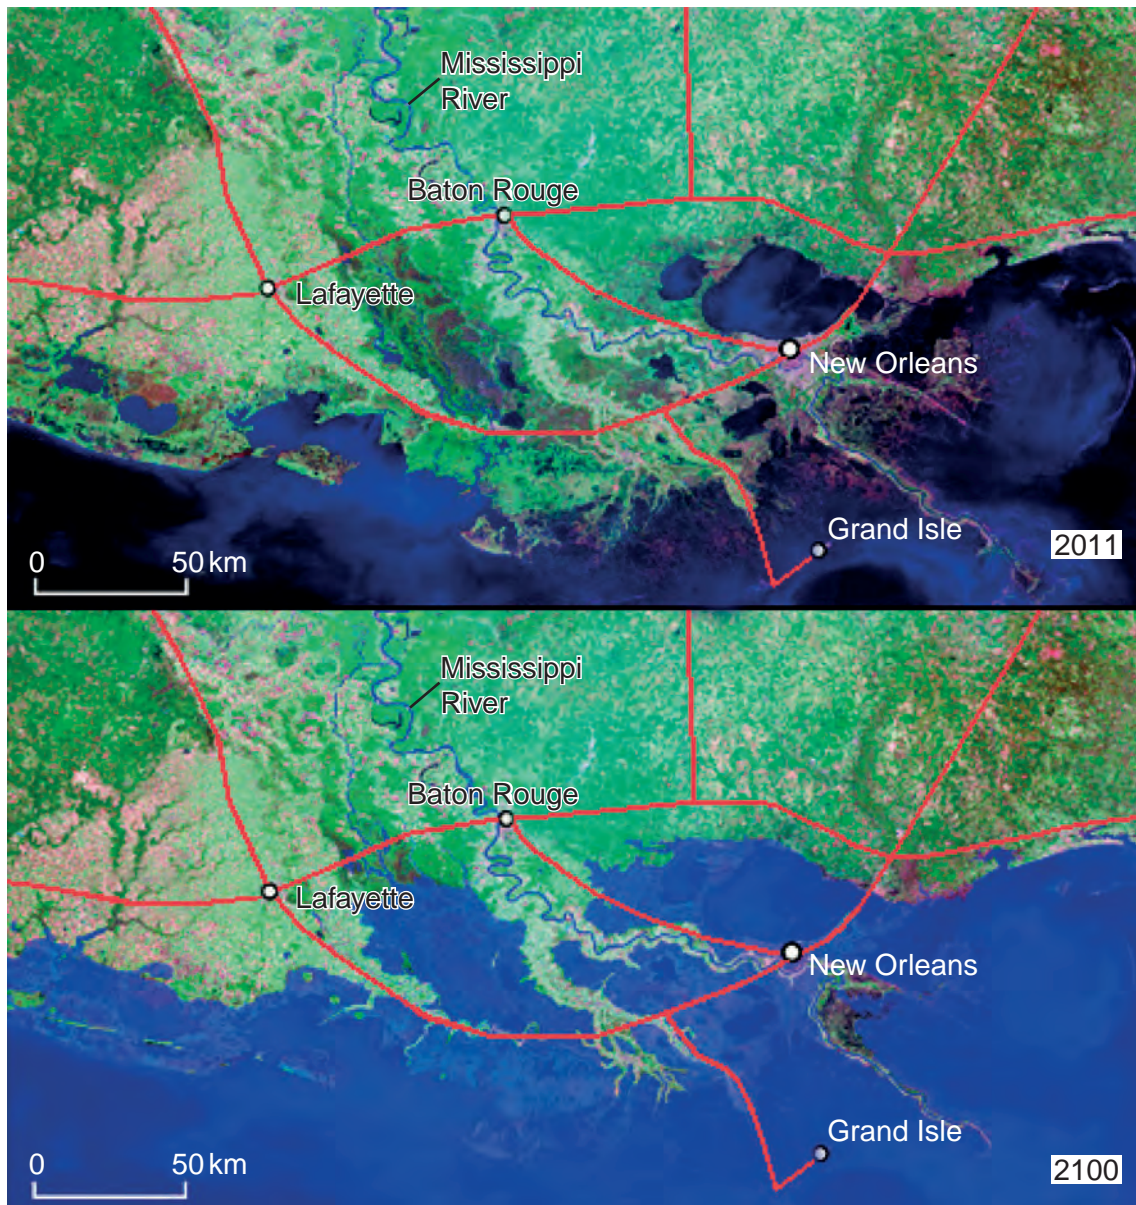 Mississippi
River
Baton Rouge
Lafayette
New Orleans
Grand Isle
0 50 km
2011
Mississippi
River
Baton Rouge
Lafayette
New Orleans
Grand Isle
0 50 km
2100